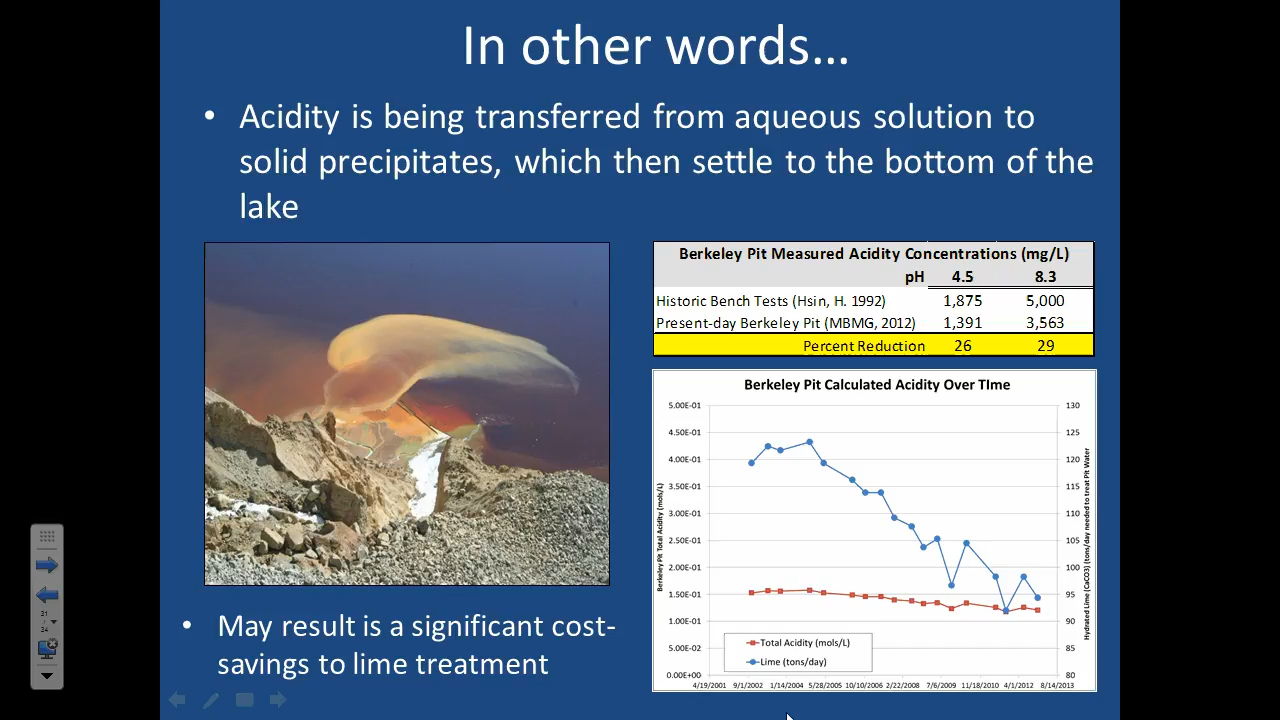 In other words…
• Acidity is being transferred from aqueous solution to
solid precipitates, which then settle to the bottom of the
lake
Berkeley Pit Measured Acidity Concentrations (mg/L)
pH 4.5 8.3
Historic Bench Tests (Hsin, H. 1992) 1,875 5,000
Present-day Berkeley Pit (MBMG, 2012) 1,391 3,563
Percent Reduction 26 29
Berkeley Pit Calculated Acidity Over TIme
5.00E-01
4.50E-01
4.00E-01
3.50E-01
3.00E-01
2.50E-01
2.00E-01
1.50E-01
1.00E-01
5.00E-02
0.00E+00
Berkeley Pit Total Acidity (mols/L)
130
125
120
115
110
105
100
95
90
85
80
Hydrated Lime (CaCO3) (tons/day needed to treat Pit Water
Total Acidity (mols/L)
Lime (tons/day)
4/19/2001 9/1/2002 1/14/2004 5/28/2005 10/10/2006 2/22/2008 7/6/2009 11/18/2010 4/1/2012 8/14/2013
• May result is a significant cost-
savings to lime treatment
31
34